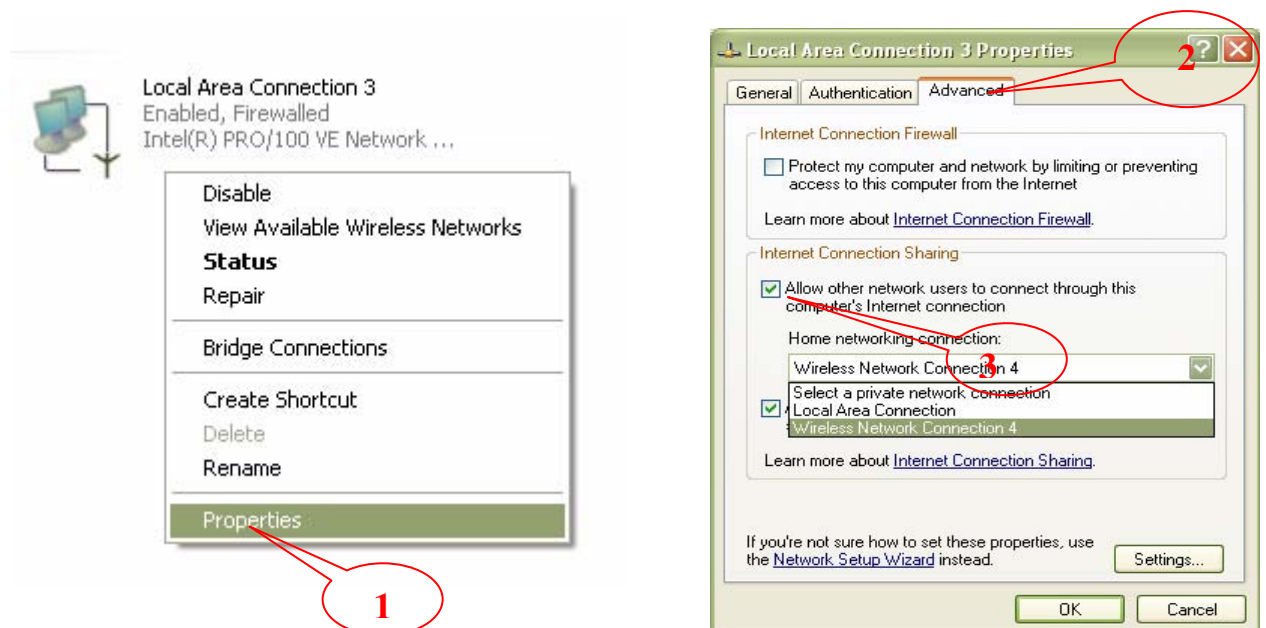 Local Area Connection 3
Enabled, Firewalled
Intel(R) PRO/100 VE Network ...
Disable
View Available Wireless Networks
Status
Repair
Bridge Connections
Create Shortcut
Delete
Rename
Properties
1
Local Area Connection 3 Properties
2
General Authentication Advanced
Internet Connection Firewall
Protect my computer and network by limiting or preventing
access to this computer from the Internet
Learn more about Internet Connection Firewall.
Internet Connection Sharing
Allow other network users to connect through this
computer's Internet connection
Home networking connection:
3
Wireless Network Connection 4
Select a private network connection
Local Area Connection
Wireless Network Connection 4
Learn more about Internet Connection Sharing.
If you're not sure how to set these properties, use
the Network Setup Wizard instead.
Settings...
OK Cancel